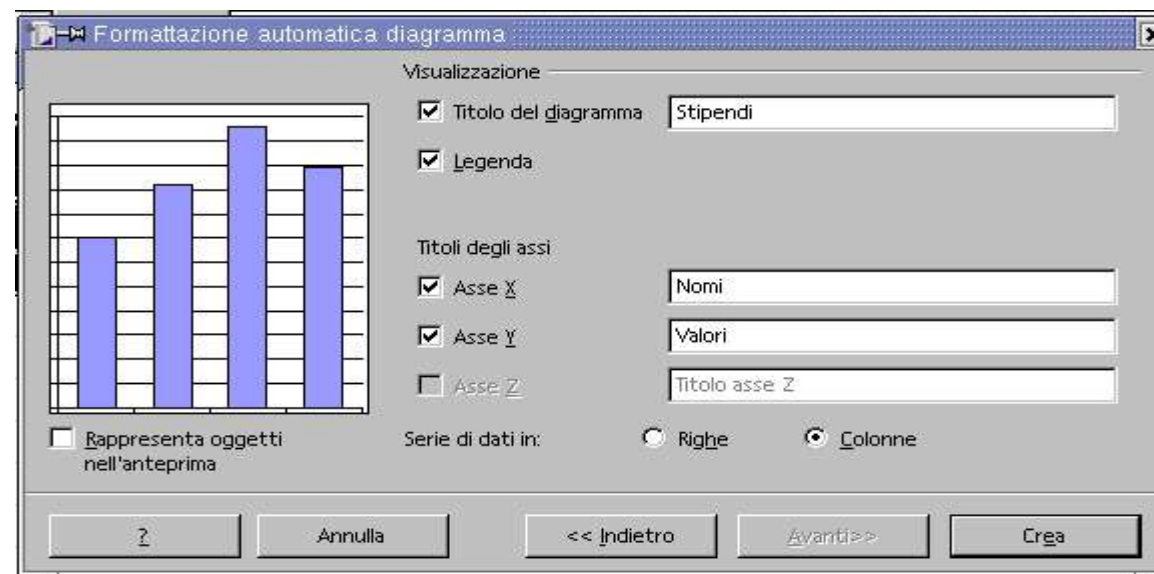 Formattazione automatica diagramma
Visualizzazione
Titolo del diagramma Stipendi
Legenda
Titoli degli assi
Asse X Nomi
Asse Y Valori
Asse Z Titolo asse Z
Rappresenta oggetti
nell'anteprima
Serie di dati in: Righe Colonne
? Annulla << Indietro Avanti>> Crea